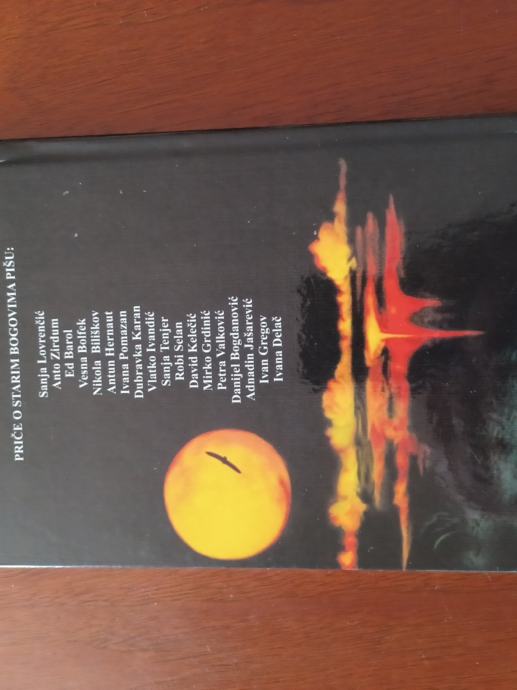 PRIČE O STARIM BOGOVIMA PIŠU:
Sanja Lovrenčić
Anto Zirdum
Ed Barol
Vesna Bolfek
Nikola Biliškov
Antun Hernaut
Ivana Pomazan
Dubravka Karan
Vlatko Ivandić
Sanja Tenjer
Robi Selan
David Kelečić
Mirko Grdinić
Petra Valković
Danijel Bogdanović
Adnadin Jašarević
Ivan Gregov
Ivana Delač